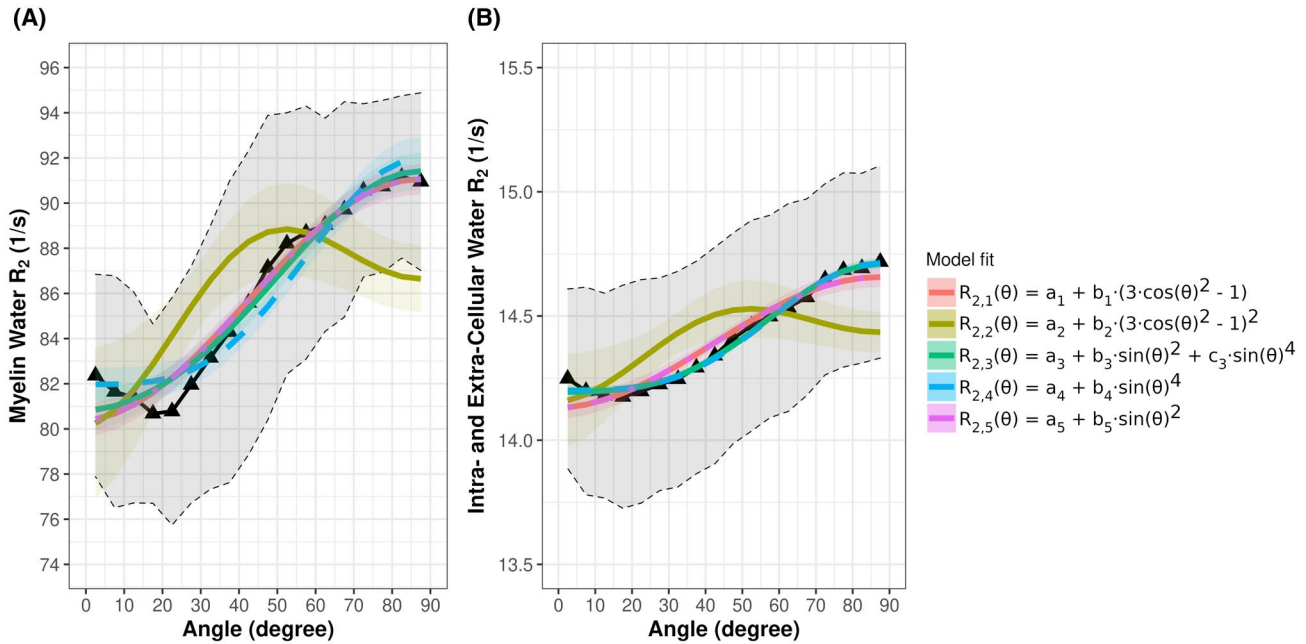 (A)
(B)
Myelin Water R₂ (1/s)
96
94
92
90
88
86
84
82
80
78
76
74
0 10 20 30 40 50 60 70 80 90
Angle (degree)
Intra- and Extra-Cellular Water R₂ (1/s)
15.5
15.0
14.5
14.0
13.5
0 10 20 30 40 50 60 70 80 90
Angle (degree)
Model fit
R₂,₁(θ) = a₁ + b₁·(3·cos(θ)² - 1)
R₂,₂(θ) = a₂ + b₂·(3·cos(θ)² - 1)²
R₂,₃(θ) = a₃ + b₃·sin(θ)² + c₃·sin(θ)⁴
R₂,₄(θ) = a₄ + b₄·sin(θ)⁴
R₂,₅(θ) = a₅ + b₅·sin(θ)²